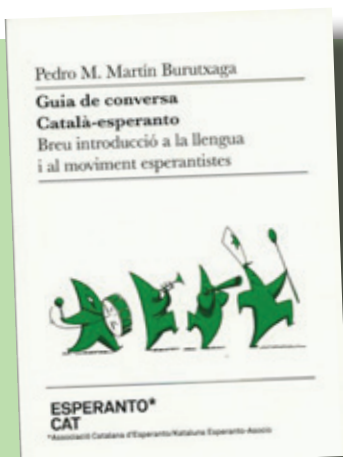 Pedro M. Martín Burutxaga
Guia de conversa
Català-esperanto
Breu introducció a la llengua
i al moviment esperantistes
ESPERANTO*
CAT
*Associació Catalana d'Esperanto/Kataluna Esperanto-Asocio